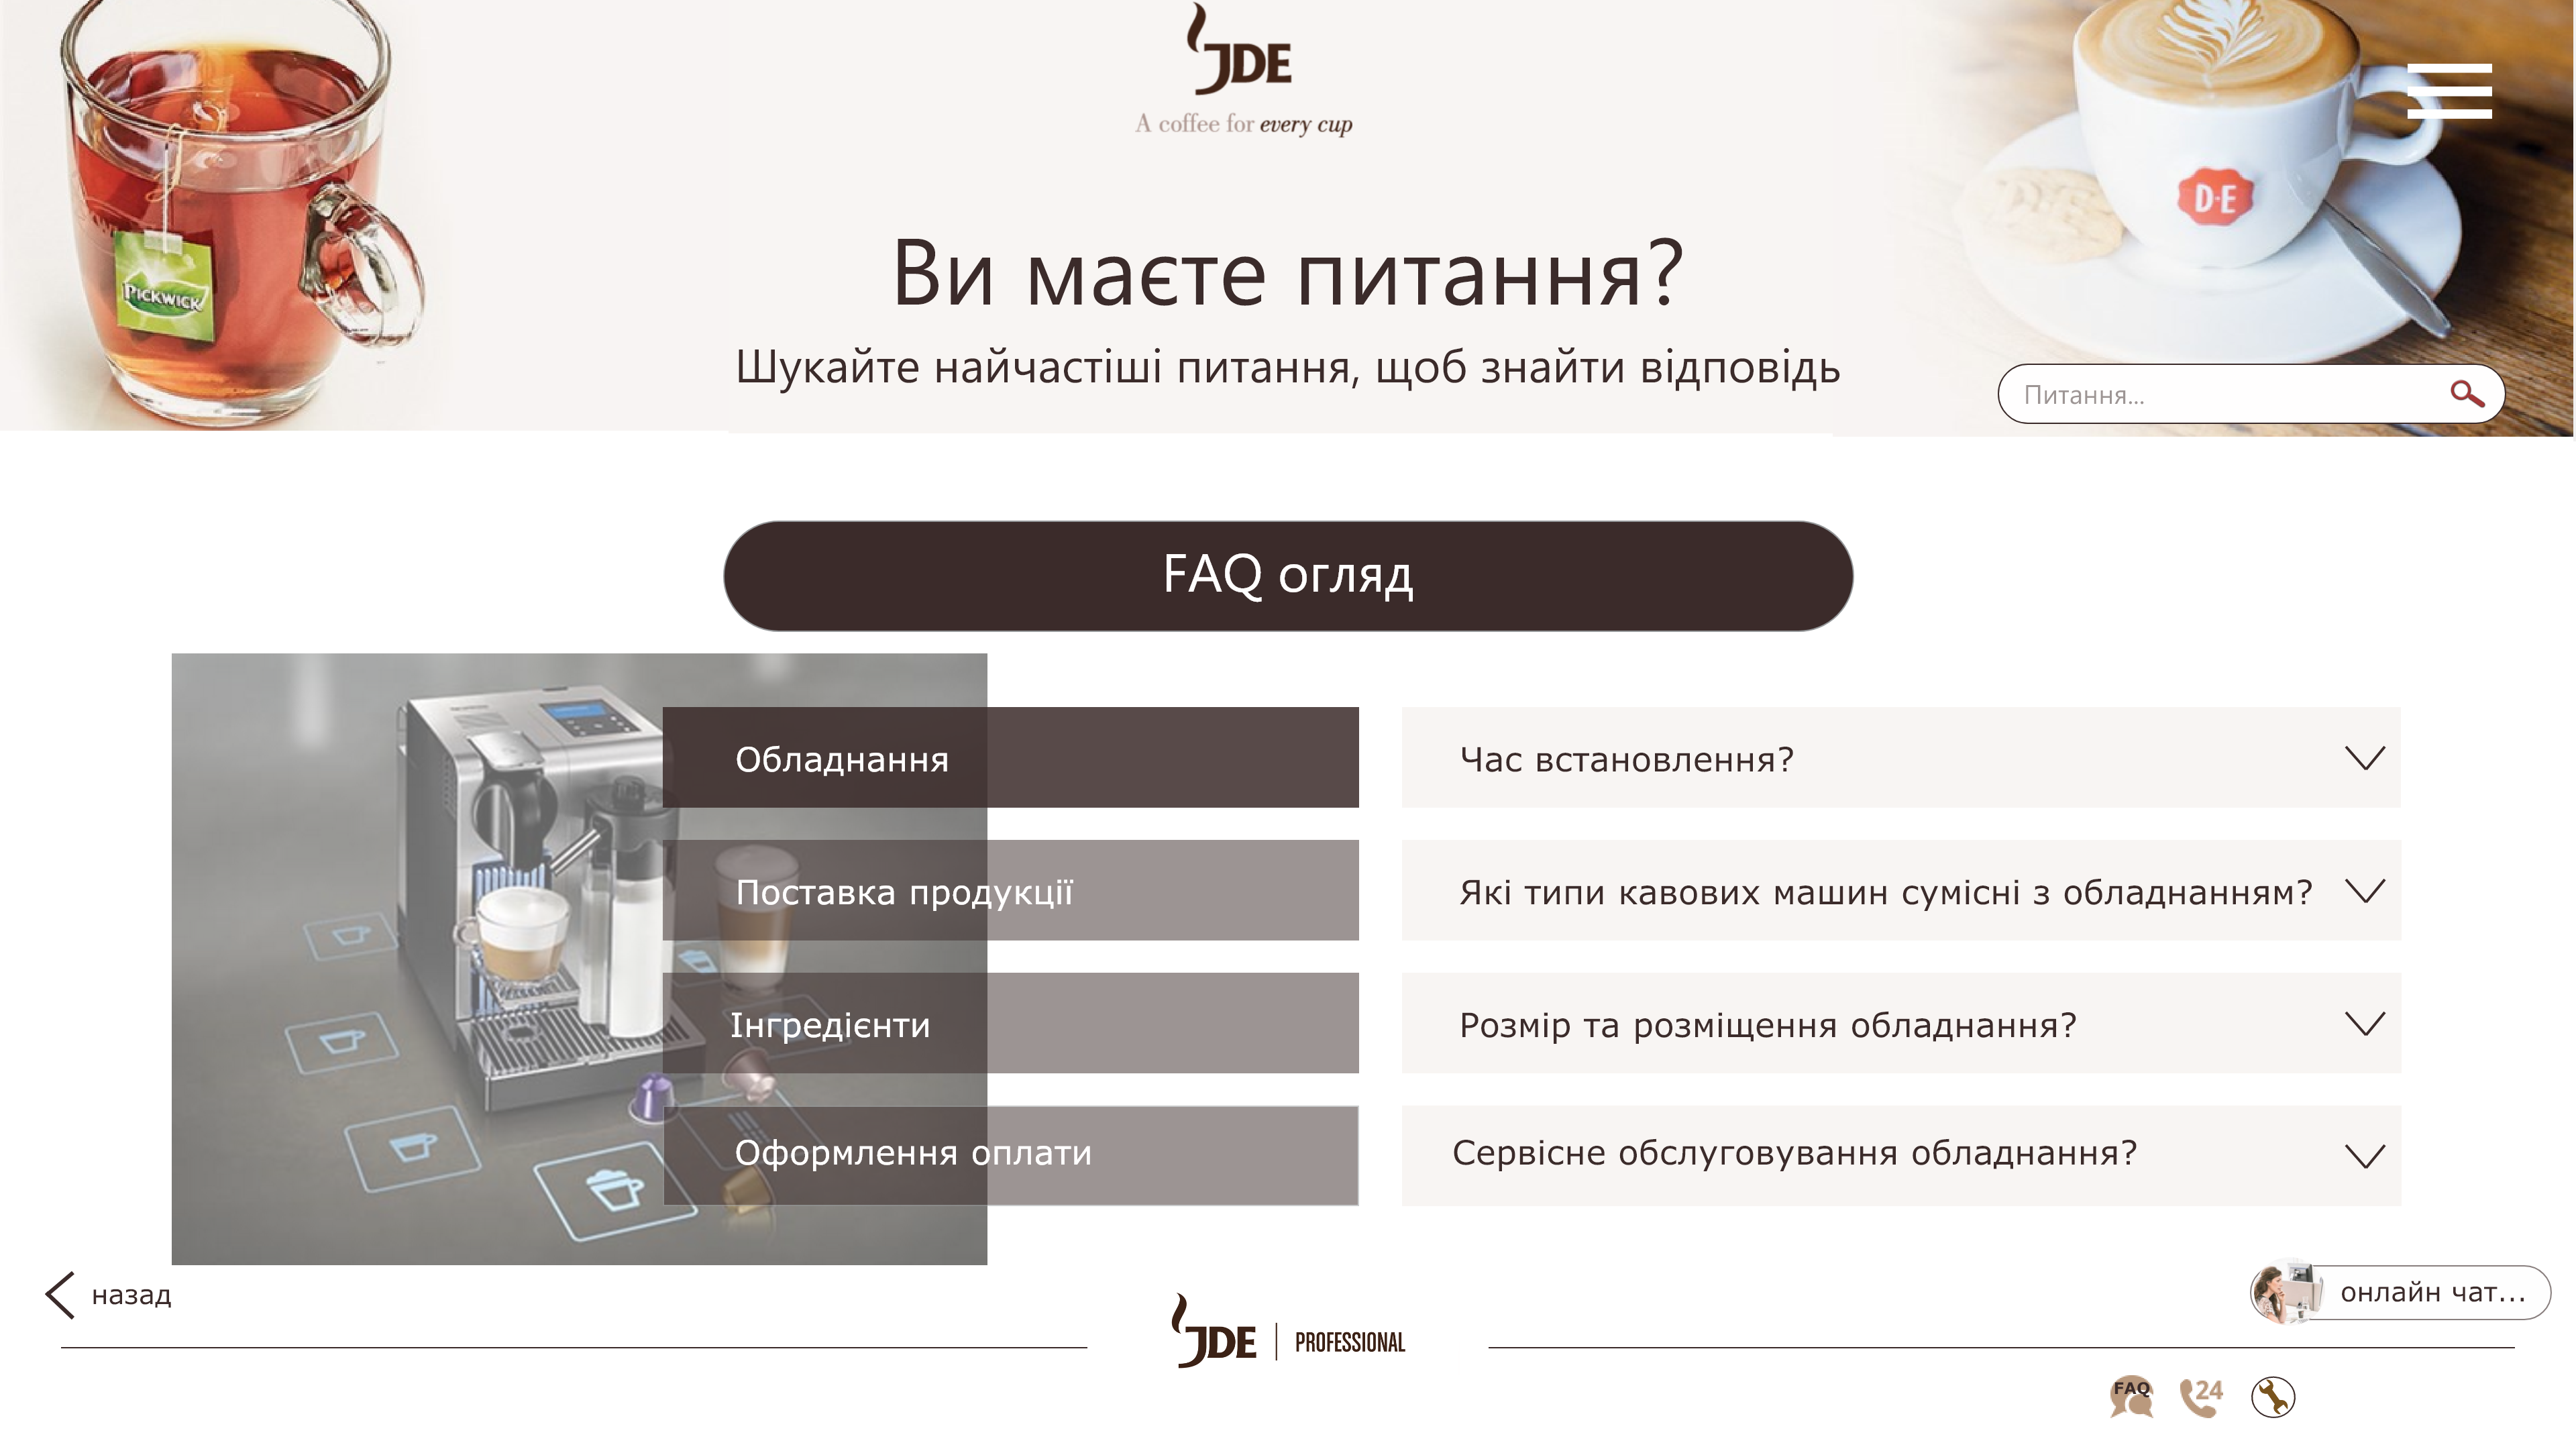 JDE
A coffee for every cup
PICKWICK
D·E
Ви маєте питання?
Шукайте найчастіші питання, щоб знайти відповідь
Питання...
FAQ огляд
Обладнання
Час встановлення?
Поставка продукції
Які типи кавових машин сумісні з обладнанням?
Інгредієнти
Розмір та розміщення обладнання?
Оформлення оплати
Сервісне обслуговування обладнання?
назад
онлайн чат...
JDE | PROFESSIONAL
FAQ
24